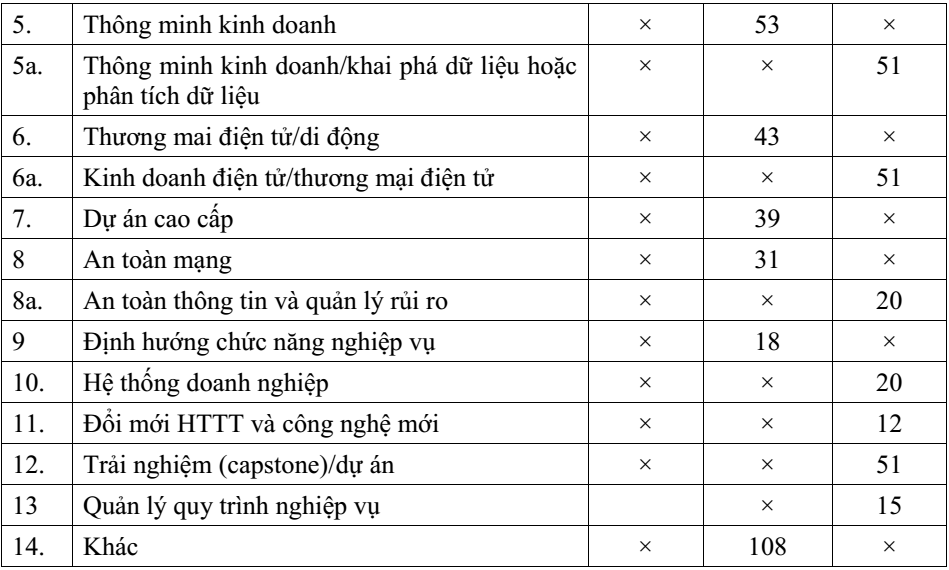 5. Thông minh kinh doanh × 53 ×
5a. Thông minh kinh doanh/khai phá dữ liệu hoặc × × 51
phân tích dữ liệu
6. Thương mai điện tử/di động × 43 ×
6a. Kinh doanh điện tử/thương mại điện tử × × 51
7. Dự án cao cấp × 39 ×
8 An toàn mạng × 31 ×
8a. An toàn thông tin và quản lý rủi ro × × 20
9 Định hướng chức năng nghiệp vụ × 18 ×
10. Hệ thống doanh nghiệp × × 20
11. Đổi mới HTTT và công nghệ mới × × 12
12. Trải nghiệm (capstone)/dự án × × 51
13 Quản lý quy trình nghiệp vụ × 15
14. Khác × 108 ×